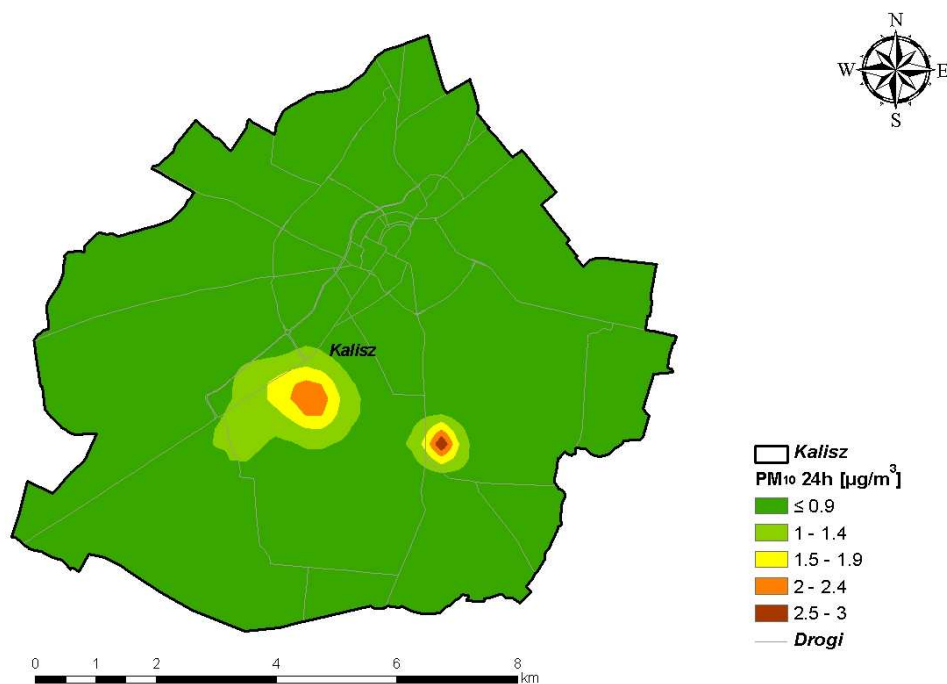 N
W E
S
Kalisz
Kalisz
PM10 24h [µg/m³]
≤ 0.9
1 - 1.4
1.5 - 1.9
2 - 2.4
2.5 - 3
Drogi
0 1 2 4 6 8
km